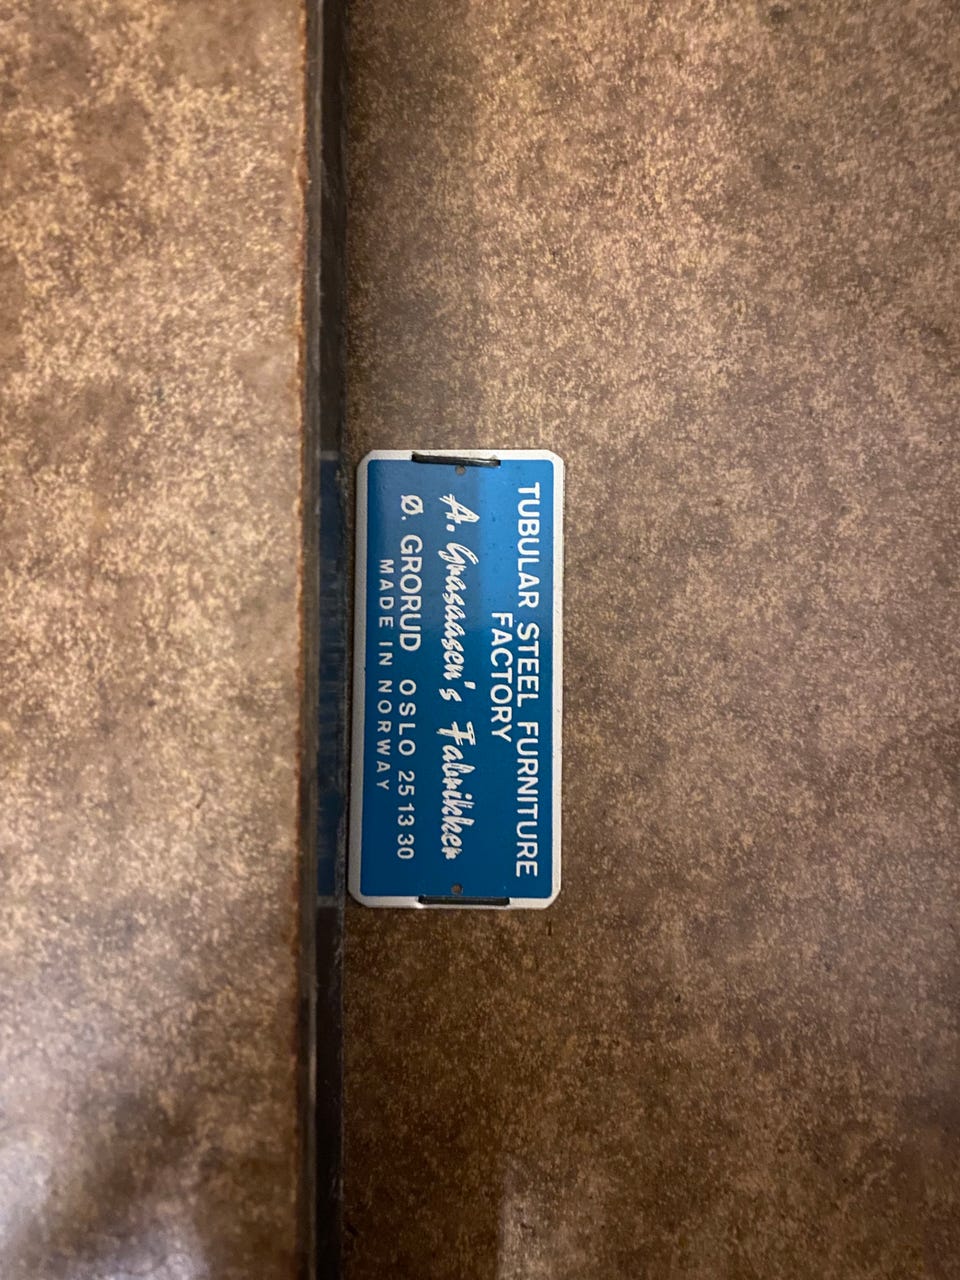 TUBULAR STEEL FURNITURE
FACTORY
A. Grasaasen's Fabrikker
Ø. GRORUD OSLO 25 13 30
MADE IN NORWAY